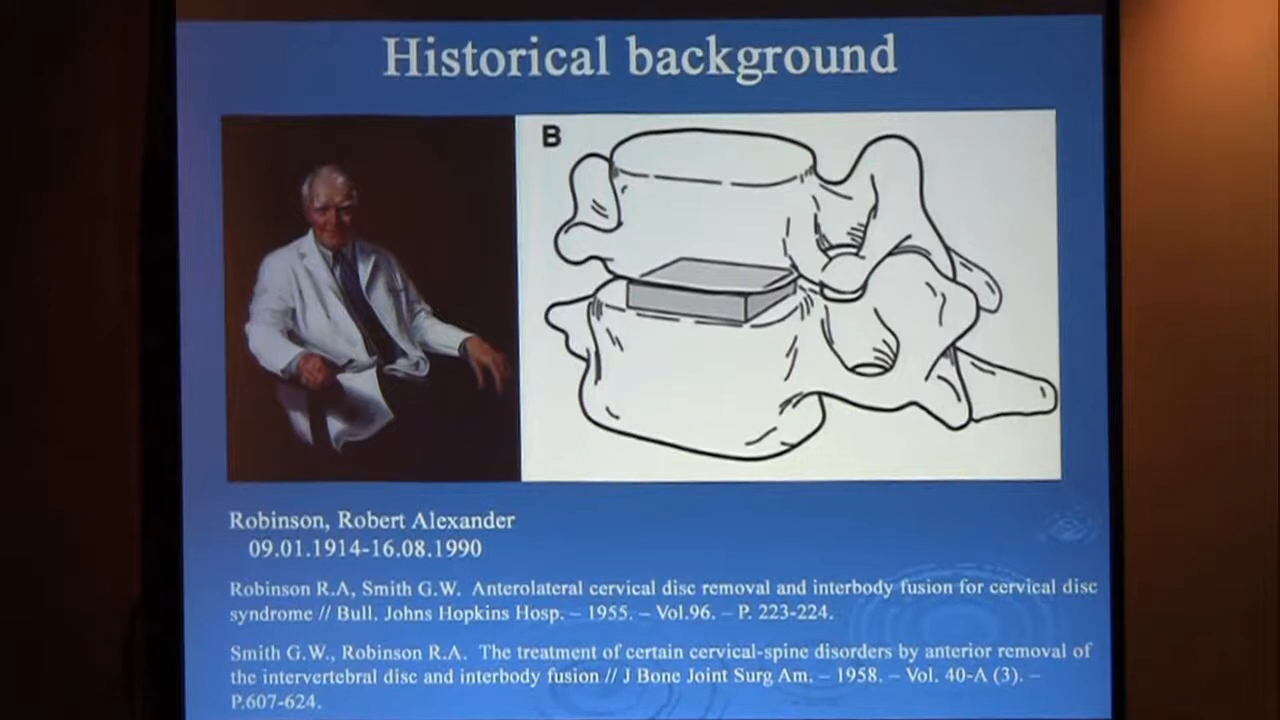 Historical background
B
Robinson, Robert Alexander
09.01.1914-16.08.1990
Robinson R.A, Smith G.W. Anterolateral cervical disc removal and interbody fusion for cervical disc
syndrome // Bull. Johns Hopkins Hosp. – 1955. – Vol.96. – P. 223-224.
Smith G.W., Robinson R.A. The treatment of certain cervical-spine disorders by anterior removal of
the intervertebral disc and interbody fusion // J Bone Joint Surg Am. – 1958. – Vol. 40-A (3). –
P.607-624.